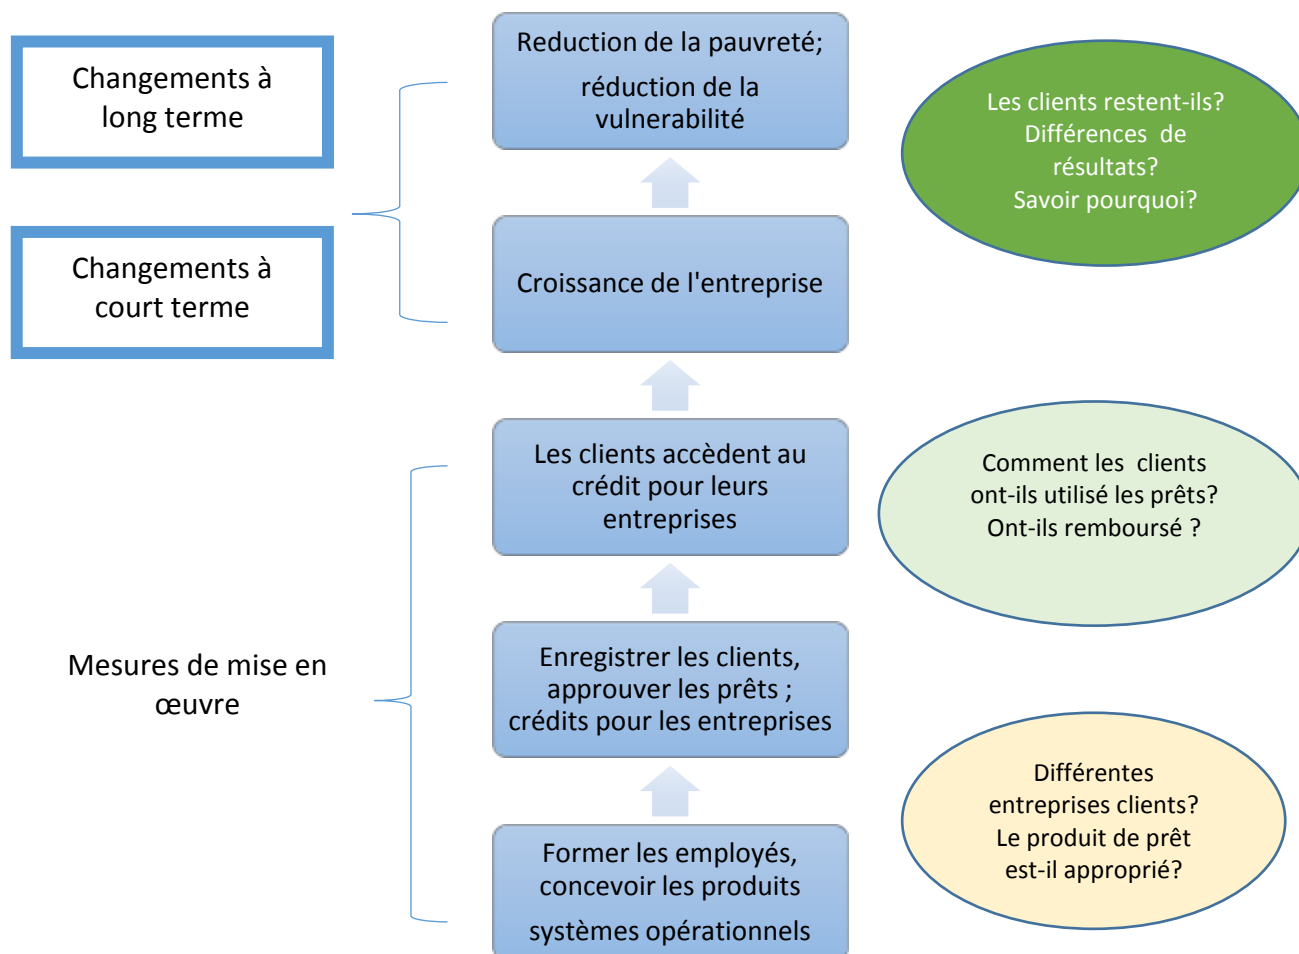 Changements à
long terme
Changements à
court terme
Mesures de mise en
œuvre
Reduction de la pauvreté;
réduction de la
vulnerabilité
Croissance de l'entreprise
Les clients accèdent au
crédit pour leurs
entreprises
Enregistrer les clients,
approuver les prêts ;
crédits pour les entreprises
Former les employés,
concevoir les produits
systèmes opérationnels
Les clients restent-ils?
Différences de
résultats?
Savoir pourquoi?
Comment les clients
ont-ils utilisé les prêts?
Ont-ils remboursé ?
Différentes
entreprises clients?
Le produit de prêt
est-il approprié?